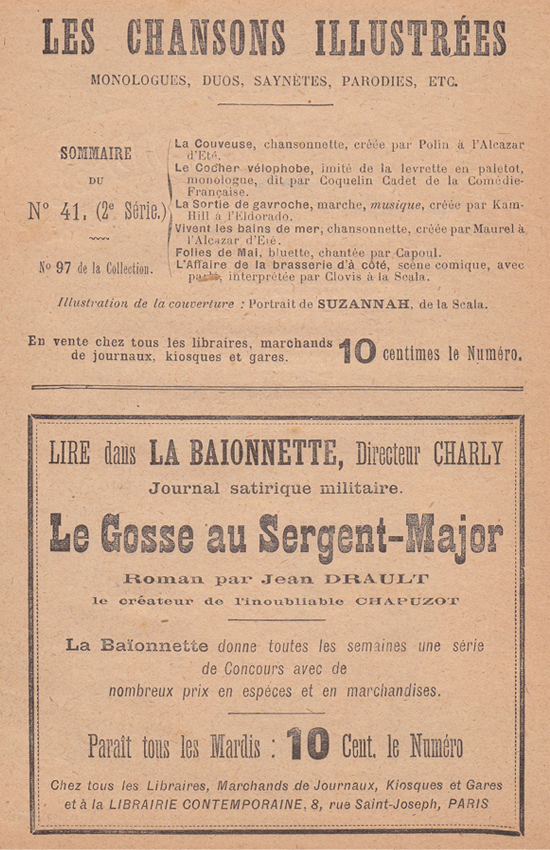 LES CHANSONS ILLUSTRÉES
MONOLOGUES, DUOS, SAYNÈTES, PARODIES, ETC.
SOMMAIRE
DU
N° 41. (2e Série.)
N° 97 de la Collection.
La Couveuse, chansonnette, créée par Polin à l'Alcazar
d'Eté.
Le Cocher vélophobe, imité de la levrette en paletot,
monologue, dit par Coquelin Cadet de la Comédie-
Française.
La Sortie de gavroche, marche, musique, créée par Kam-
Hill à l'Eldorado.
Vivent les bains de mer, chansonnette, créée par Maurel à
l'Alcazar d'Eté.
Folies de Mai, bluette, chantée par Capoul.
L'Affaire de la brasserie d'à côté, scène comique, avec
interprétée par Clovis à la Scala.
Illustration de la couverture : Portrait de SUZANNAH, de la Scala.
En vente chez tous les libraires, marchands
de journaux, kiosques et gares.
10 centimes le Numéro.
LIRE dans LA BAIONNETTE, Directeur CHARLY
Journal satirique militaire.
Le Gosse au Sergent-Major
Roman par Jean DRAULT
le créateur de l'inoubliable CHAPUZOT
La Baïonnette donne toutes les semaines une série
de Concours avec de
nombreux prix en espèces et en marchandises.
Paraît tous les Mardis : 10 Cent. le Numéro
Chez tous les Libraires, Marchands de Journaux, Kiosques et Gares
et à la LIBRAIRIE CONTEMPORAINE, 8, rue Saint-Joseph, PARIS